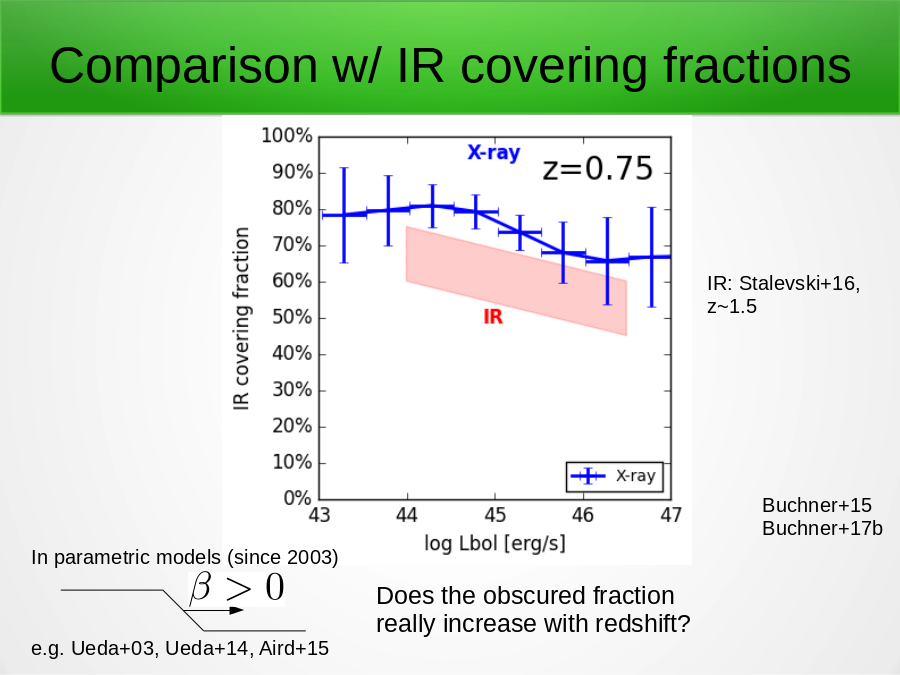 Comparison w/ IR covering fractions
100%
90%
80%
70%
60%
50%
40%
30%
20%
10%
0%
IR covering fraction
X-ray
z=0.75
IR
X-ray
43 44 45 46 47
log Lbol [erg/s]
IR: Stalevski+16,
z~1.5
Buchner+15
Buchner+17b
In parametric models (since 2003)
β > 0
e.g. Ueda+03, Ueda+14, Aird+15
Does the obscured fraction
really increase with redshift?